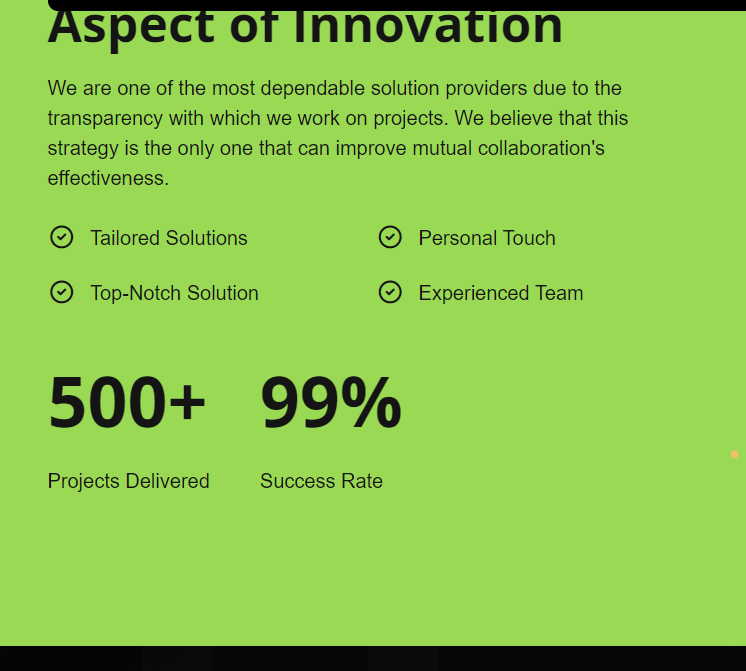 Aspect of Innovation
We are one of the most dependable solution providers due to the
transparency with which we work on projects. We believe that this
strategy is the only one that can improve mutual collaboration's
effectiveness.
Tailored Solutions
Personal Touch
Top-Notch Solution
Experienced Team
500+
99%
Projects Delivered
Success Rate